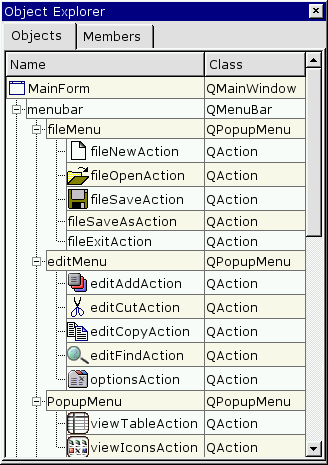 Object Explorer
Objects Members
Name Class
MainForm QMainWindow
menubar QMenuBar
fileMenu QPopupMenu
fileNewAction QAction
fileOpenAction QAction
fileSaveAction QAction
fileSaveAsAction QAction
fileExitAction QAction
editMenu QPopupMenu
editAddAction QAction
editCutAction QAction
editCopyAction QAction
editFindAction QAction
optionsAction QAction
PopupMenu QPopupMenu
viewTableAction QAction
viewIconsAction QAction